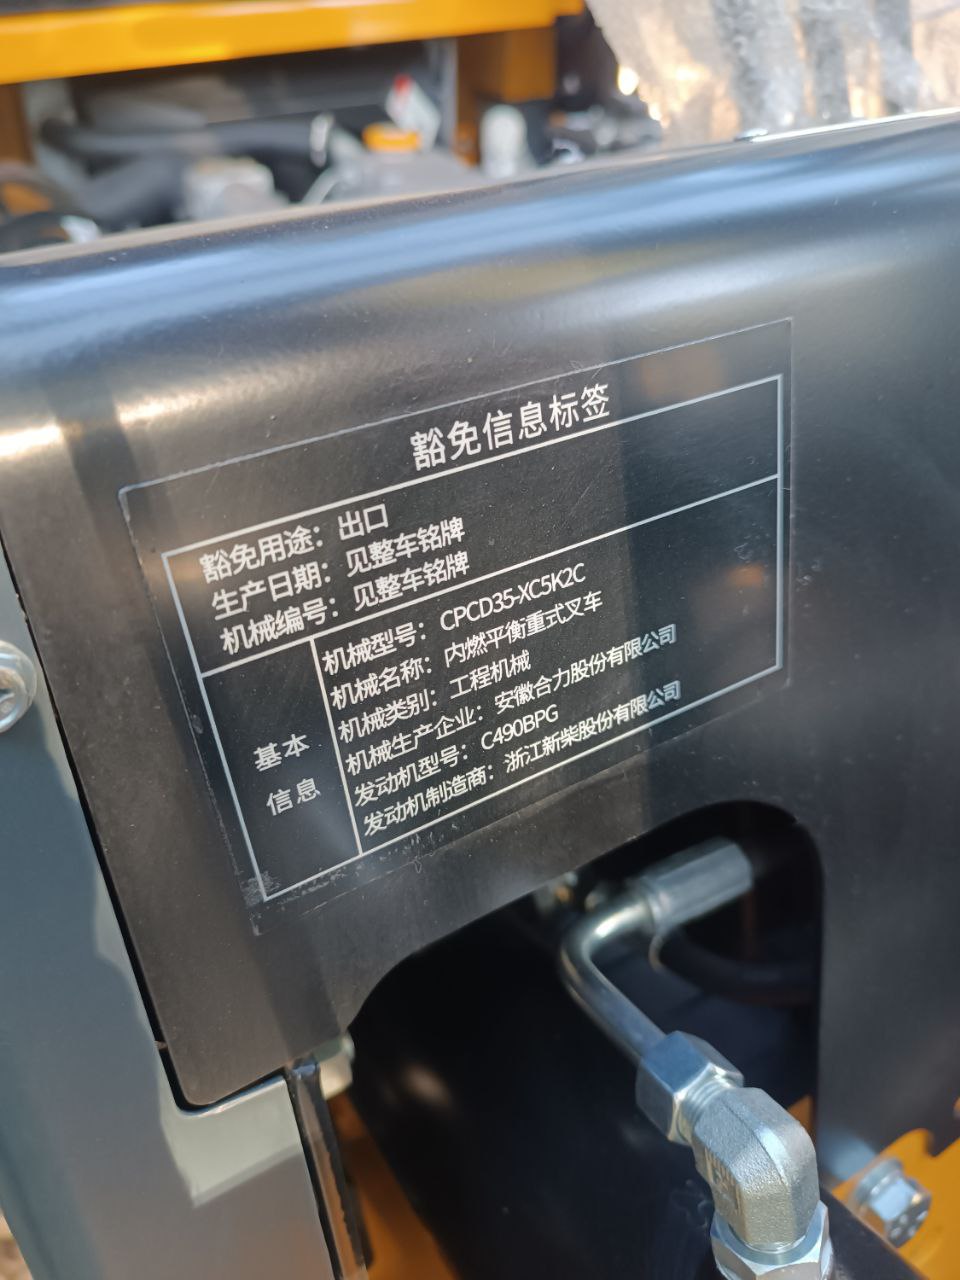 豁免信息标签
豁免用途：出口
生产日期：见整车铭牌
机械编号：见整车铭牌
基本
信息
机械型号：CPCD35-XC5K2C
机械名称：内燃平衡重式叉车
机械类别：工程机械
机械生产企业：安徽合力股份有限公司
发动机型号：C490BPG
发动机制造商：浙江新柴股份有限公司